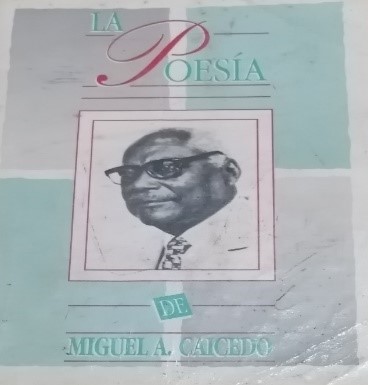 LA
POESÍA
DE
MIGUEL A. CAICEDO